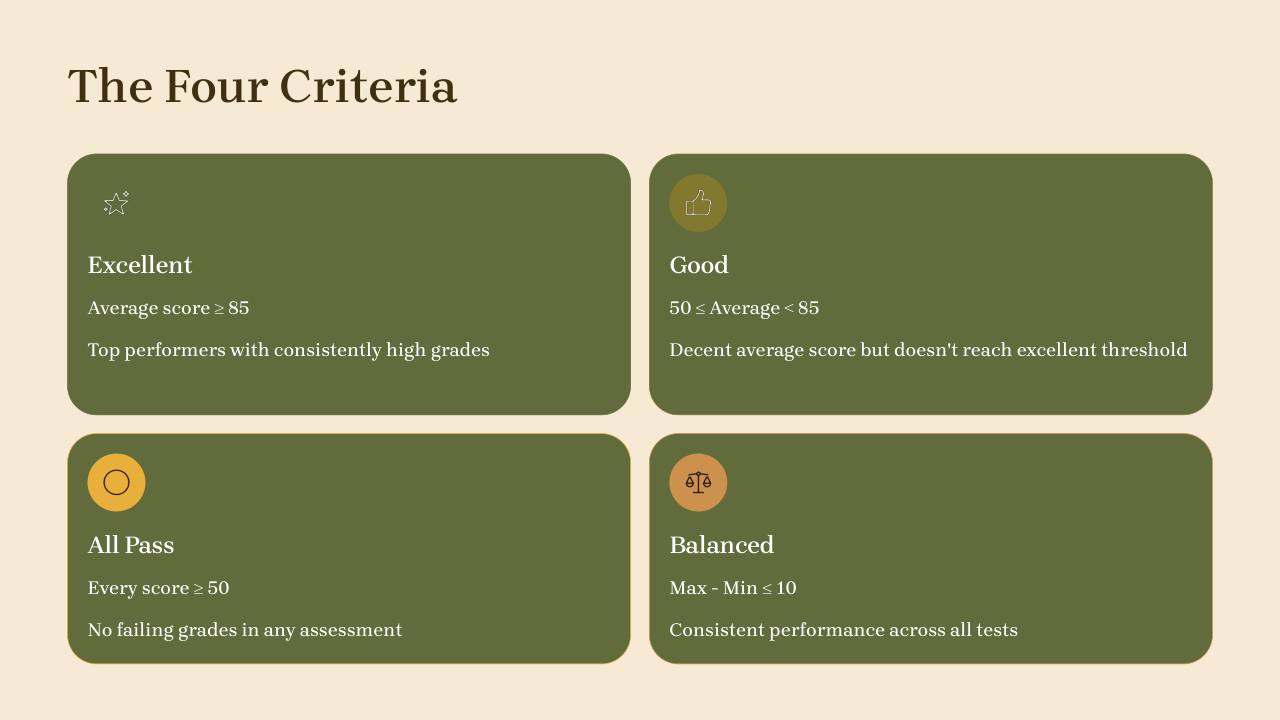 The Four Criteria
Excellent
Average score ≥ 85
Top performers with consistently high grades
Good
50 ≤ Average < 85
Decent average score but doesn't reach excellent threshold
All Pass
Every score ≥ 50
No failing grades in any assessment
Balanced
Max - Min ≤ 10
Consistent performance across all tests